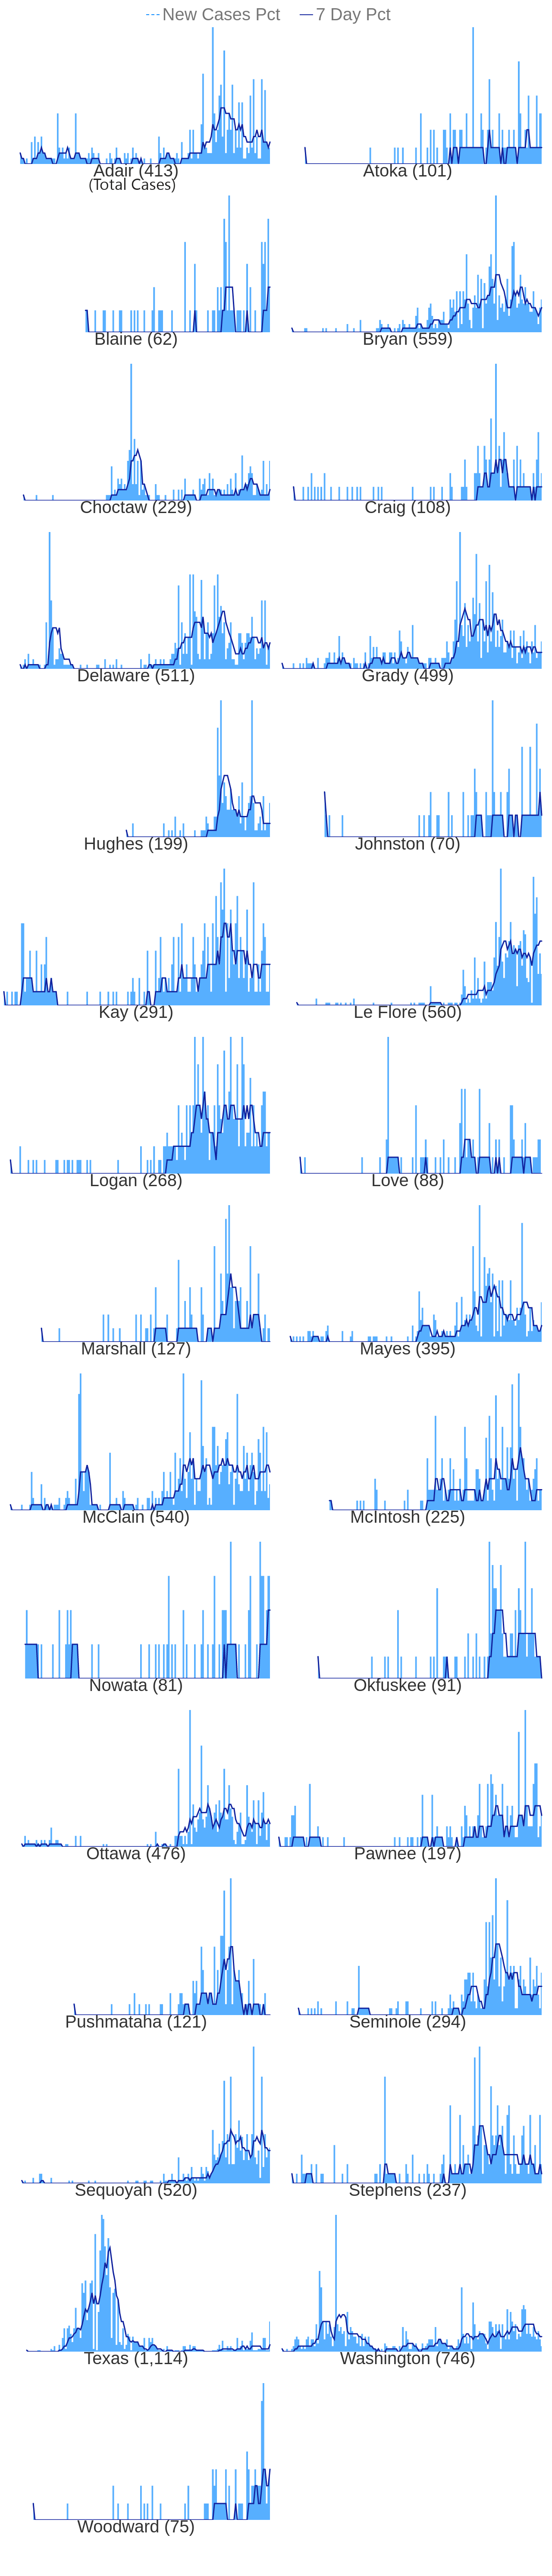 New Cases Pct 7 Day Pct
Adair (413) Atoka (101)
(Total Cases)
Blaine (62) Bryan (559)
Choctaw (229) Craig (108)
Delaware (511) Grady (499)
Hughes (199) Johnston (70)
Kay (291) Le Flore (560)
Logan (268) Love (88)
Marshall (127) Mayes (395)
McClain (540) McIntosh (225)
Nowata (81) Okfuskee (91)
Ottawa (476) Pawnee (197)
Pushmataha (121) Seminole (294)
Sequoyah (520) Stephens (237)
Texas (1,114) Washington (746)
Woodward (75)